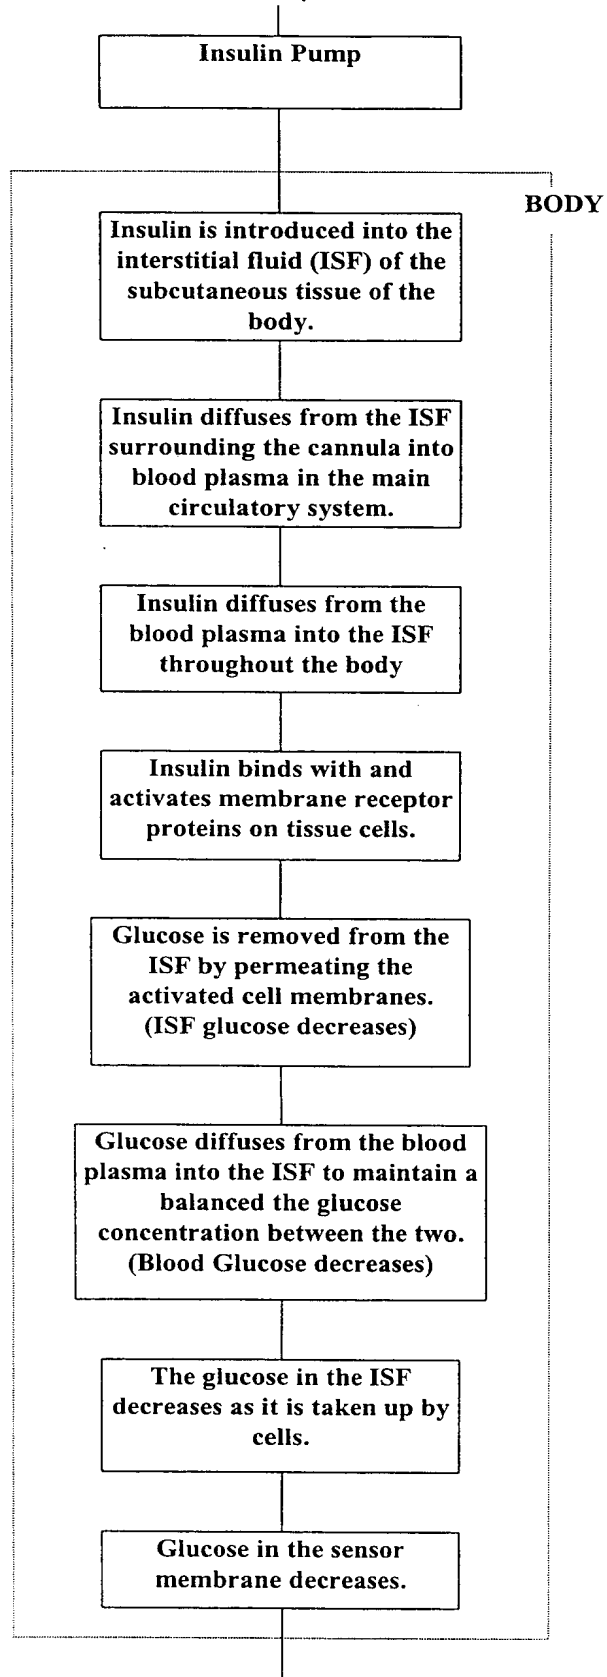 Insulin Pump
BODY
Insulin is introduced into the
interstitial fluid (ISF) of the
subcutaneous tissue of the
body.
Insulin diffuses from the ISF
surrounding the cannula into
blood plasma in the main
circulatory system.
Insulin diffuses from the
blood plasma into the ISF
throughout the body
Insulin binds with and
activates membrane receptor
proteins on tissue cells.
Glucose is removed from the
ISF by permeating the
activated cell membranes.
(ISF glucose decreases)
Glucose diffuses from the blood
plasma into the ISF to maintain a
balanced the glucose
concentration between the two.
(Blood Glucose decreases)
The glucose in the ISF
decreases as it is taken up by
cells.
Glucose in the sensor
membrane decreases.